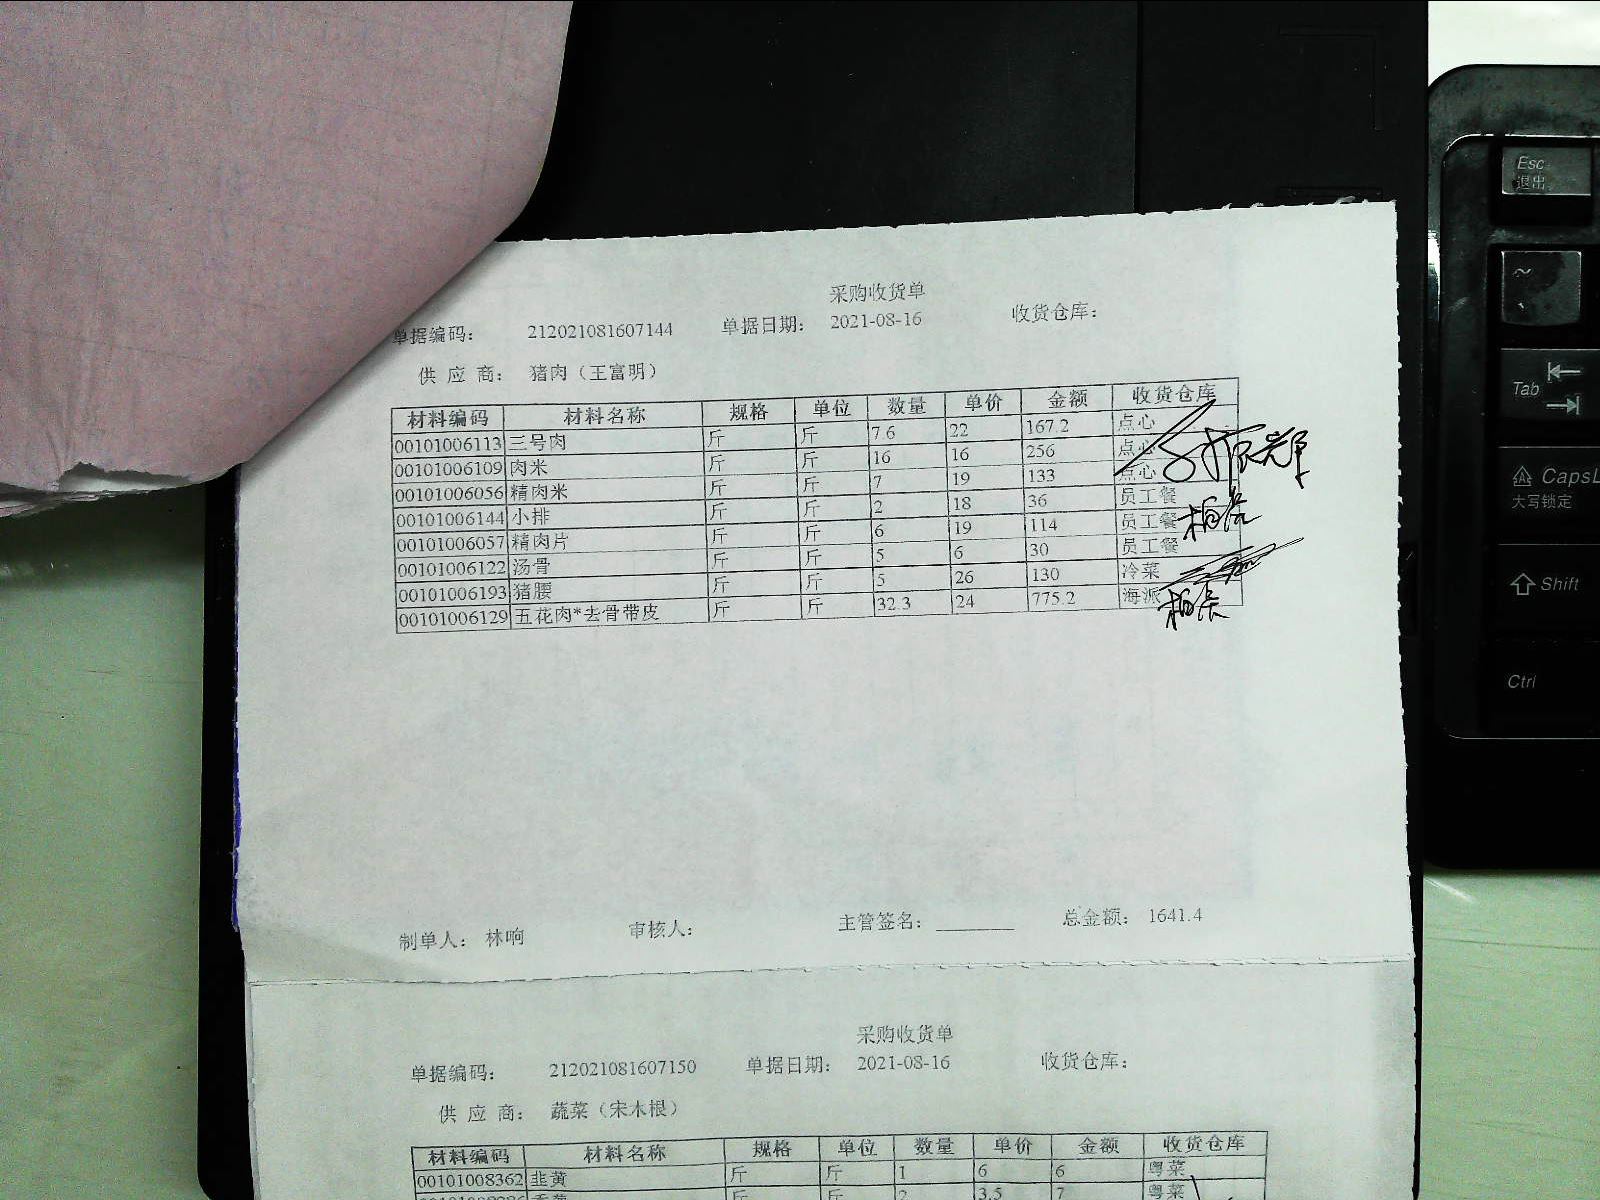 采购收货单
单据编码： 212021081607144 单据日期： 2021-08-16 收货仓库：
供 应 商： 猪肉（王富明）
材料编码 材料名称 规格 单位 数量 单价 金额 收货仓库
00101006113 三号肉 斤 斤 7.6 22 167.2 点心
00101006109 肉米 斤 斤 16 16 256 点心
00101006056 精肉米 斤 斤 7 19 133 点心
00101006144 小排 斤 斤 2 18 36 员工餐
00101006057 精肉片 斤 斤 6 19 114 员工餐
00101006122 汤骨 斤 斤 5 6 30 员工餐
00101006193 猪腰 斤 斤 5 26 130 冷菜
00101006129 五花肉*去骨带皮 斤 斤 32.3 24 775.2 海派
制单人： 林响 审核人： 主管签名： 总金额： 1641.4
采购收货单
单据编码： 212021081607150 单据日期： 2021-08-16 收货仓库：
供 应 商： 蔬菜（宋木根）
材料编码 材料名称 规格 单位 数量 单价 金额 收货仓库
00101008362 韭黄 斤 斤 1 6 6 粤菜
斤 斤 2 3.5 7 粤菜
Esc
退出
~
Tab
CapsL
大写锁定
Shift
Ctrl